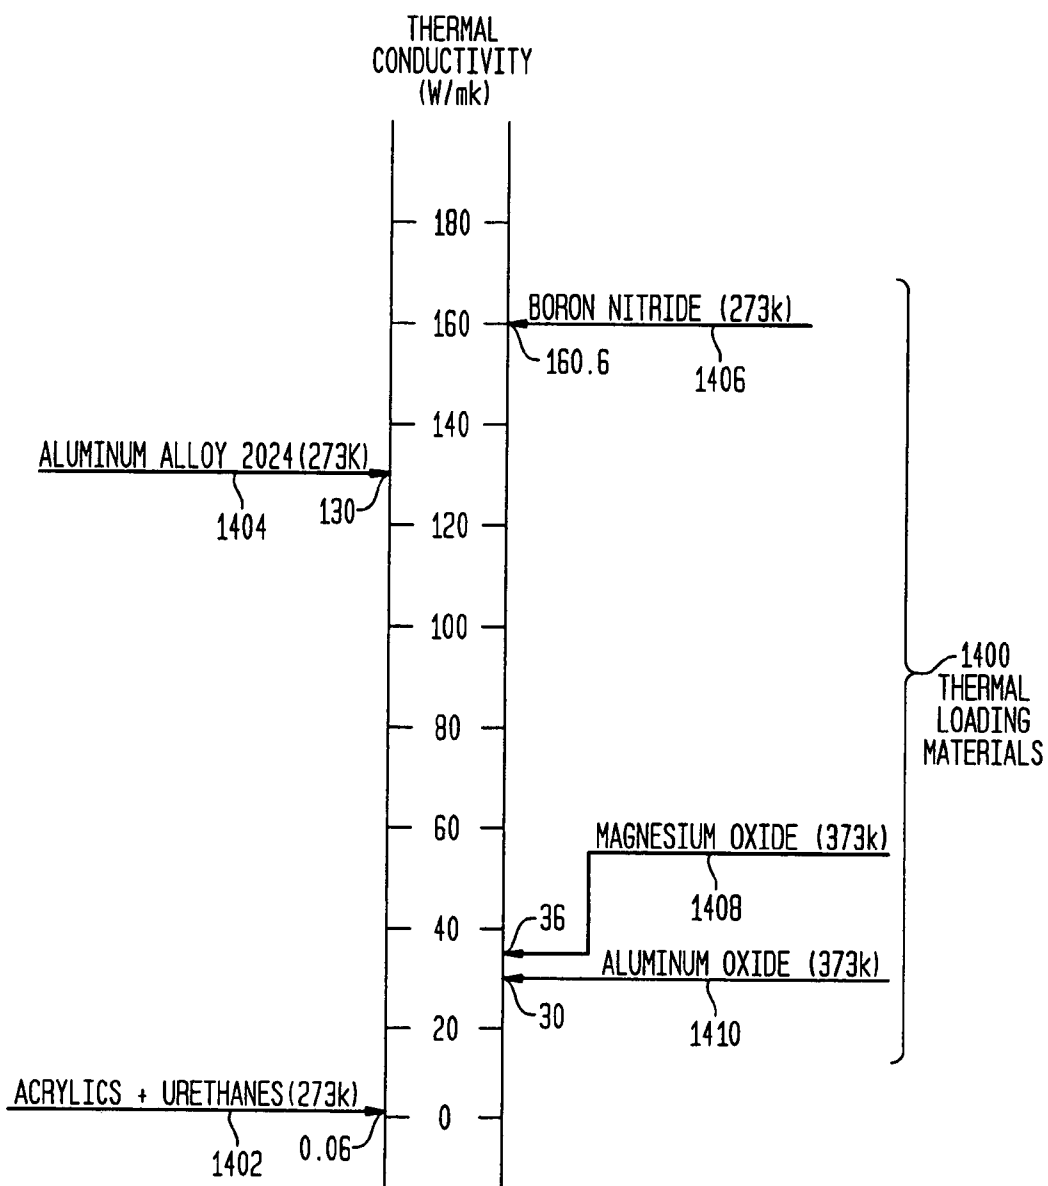 THERMAL
CONDUCTIVITY
(W/mk)
180
BORON NITRIDE (273k)
160
160.6
1406
140
ALUMINUM ALLOY 2024(273K)
130
1404
120
100
1400
THERMAL
LOADING
MATERIALS
80
60
MAGNESIUM OXIDE (373k)
1408
36
40
ALUMINUM OXIDE (373k)
30
1410
20
ACRYLICS + URETHANES(273k)
0
0.06
1402